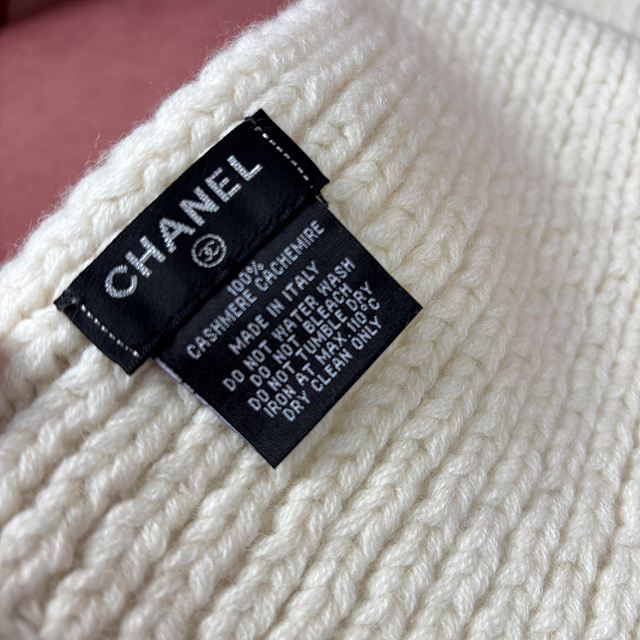 CHANEL
®
100%
CASHMERE CACHEMIRE
MADE IN ITALY
DO NOT WATER WASH
DO NOT BLEACH
DO NOT TUMBLE DRY
IRON AT MAX.110°C
DRY CLEAN ONLY